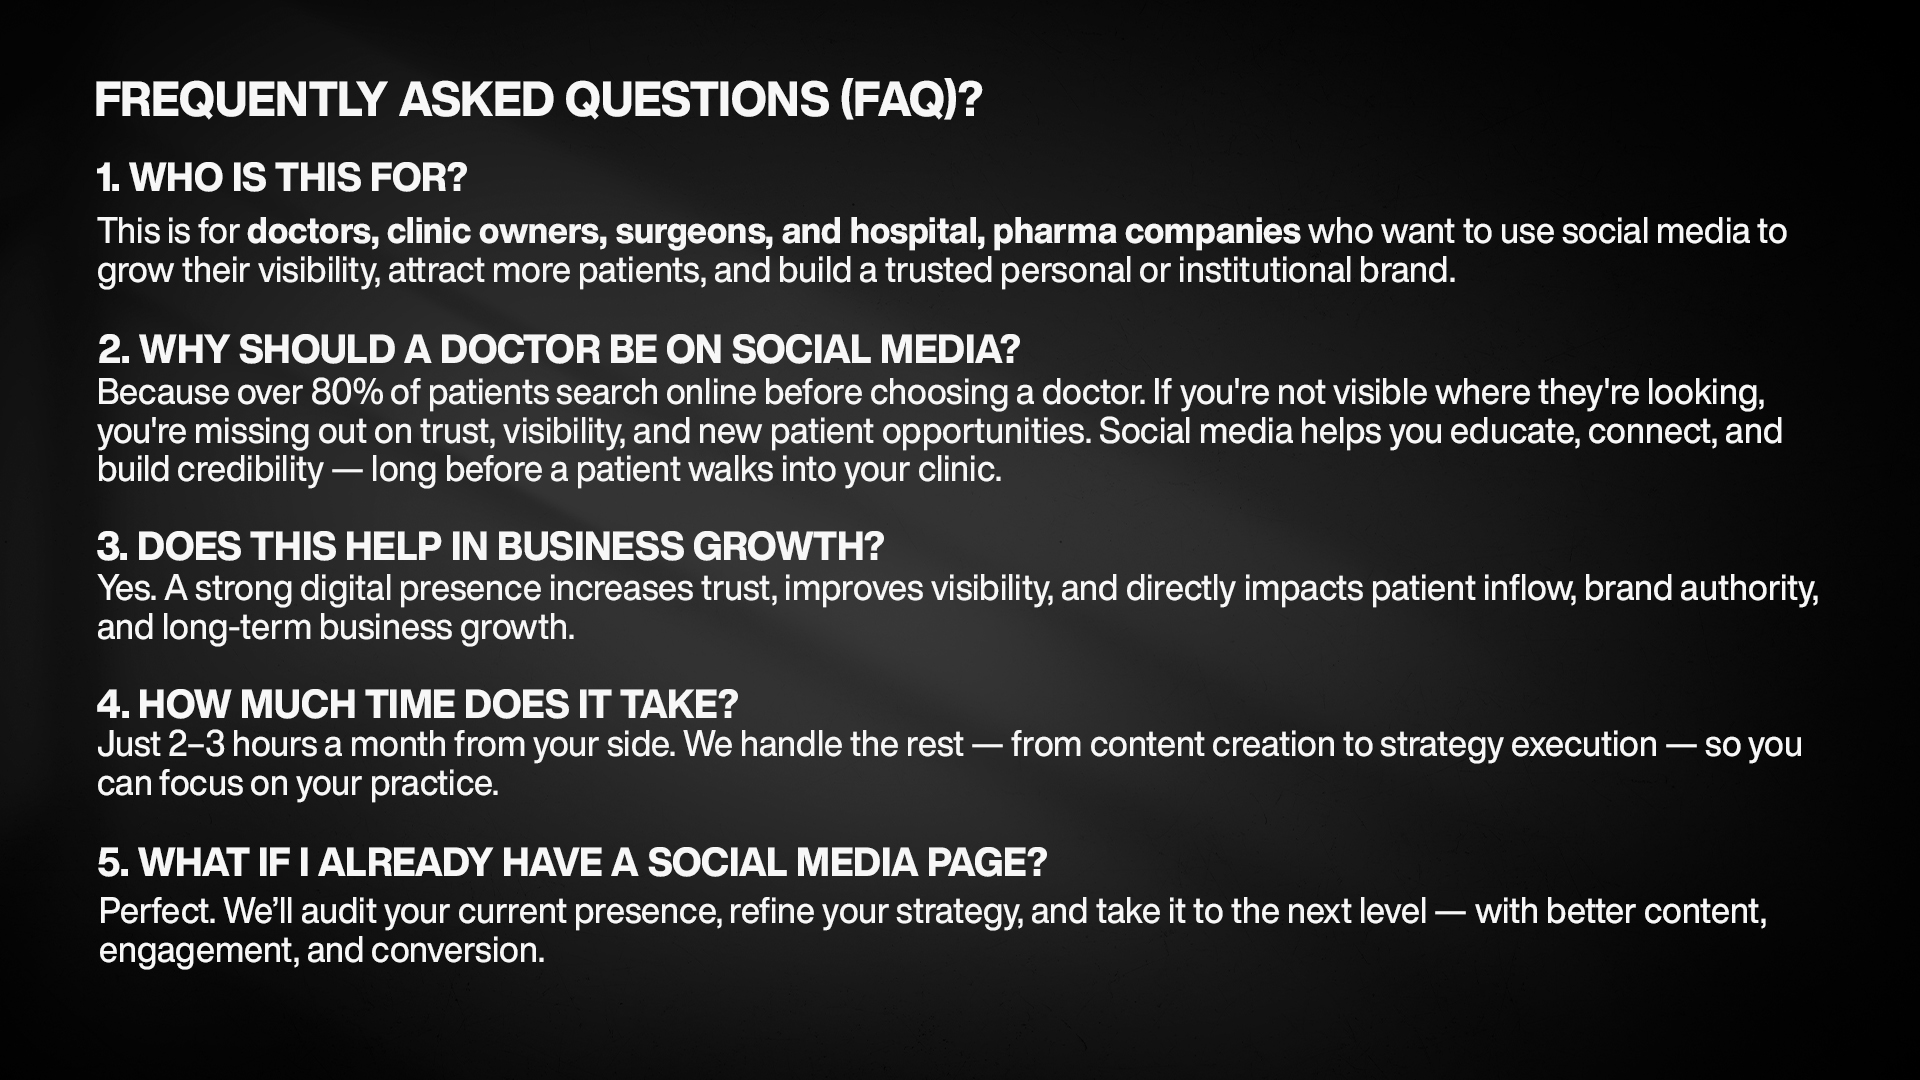 FREQUENTLY ASKED QUESTIONS (FAQ)?
1. WHO IS THIS FOR?
This is for doctors, clinic owners, surgeons, and hospital, pharma companies who want to use social media to
grow their visibility, attract more patients, and build a trusted personal or institutional brand.
2. WHY SHOULD A DOCTOR BE ON SOCIAL MEDIA?
Because over 80% of patients search online before choosing a doctor. If you're not visible where they're looking,
you're missing out on trust, visibility, and new patient opportunities. Social media helps you educate, connect, and
build credibility — long before a patient walks into your clinic.
3. DOES THIS HELP IN BUSINESS GROWTH?
Yes. A strong digital presence increases trust, improves visibility, and directly impacts patient inflow, brand authority,
and long-term business growth.
4. HOW MUCH TIME DOES IT TAKE?
Just 2–3 hours a month from your side. We handle the rest — from content creation to strategy execution — so you
can focus on your practice.
5. WHAT IF I ALREADY HAVE A SOCIAL MEDIA PAGE?
Perfect. We’ll audit your current presence, refine your strategy, and take it to the next level — with better content,
engagement, and conversion.